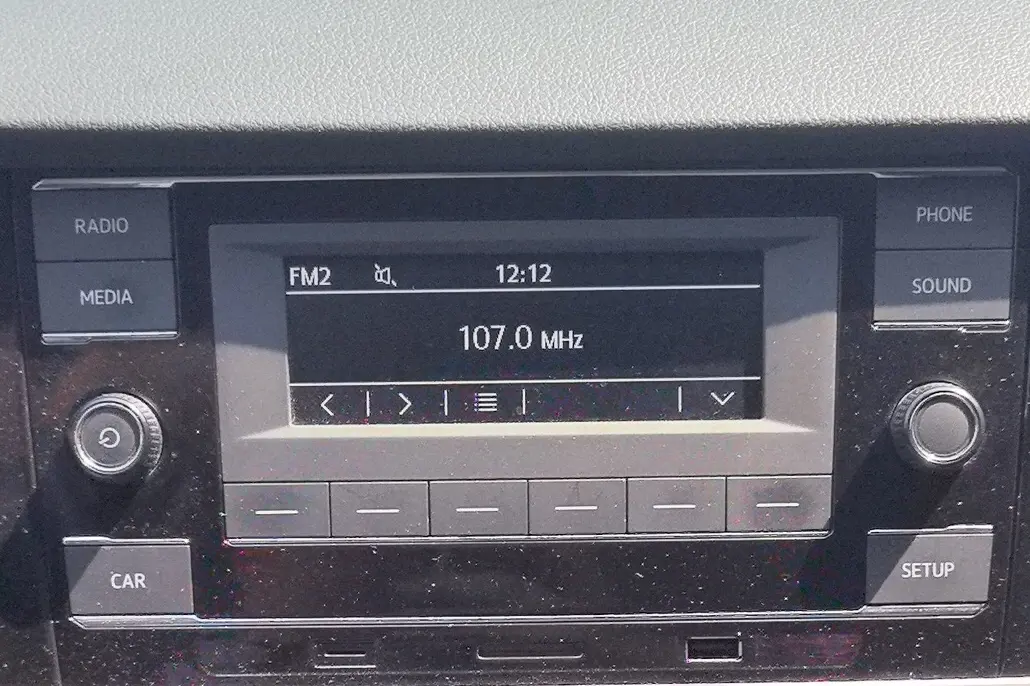 RADIO
PHONE
MEDIA
SOUND
FM2 12:12
107.0 MHz
CAR
SETUP